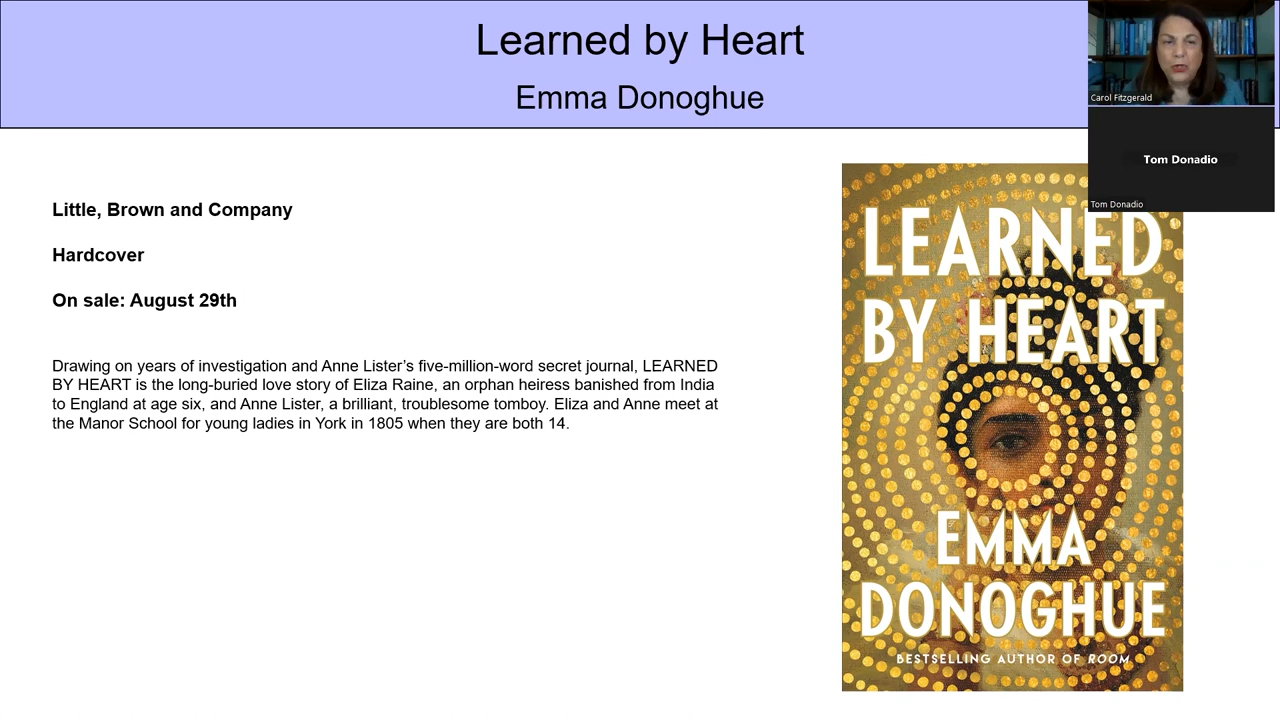 Learned by Heart
Emma Donoghue
Carol Fitzgerald
Tom Donadio
Tom Donadio
Little, Brown and Company
Hardcover
On sale: August 29th
Drawing on years of investigation and Anne Lister’s five-million-word secret journal, LEARNED
BY HEART is the long-buried love story of Eliza Raine, an orphan heiress banished from India
to England at age six, and Anne Lister, a brilliant, troublesome tomboy. Eliza and Anne meet at
the Manor School for young ladies in York in 1805 when they are both 14.
LEARNED
BY HEART
EMMA
DONOGHUE
BESTSELLING AUTHOR OF ROOM